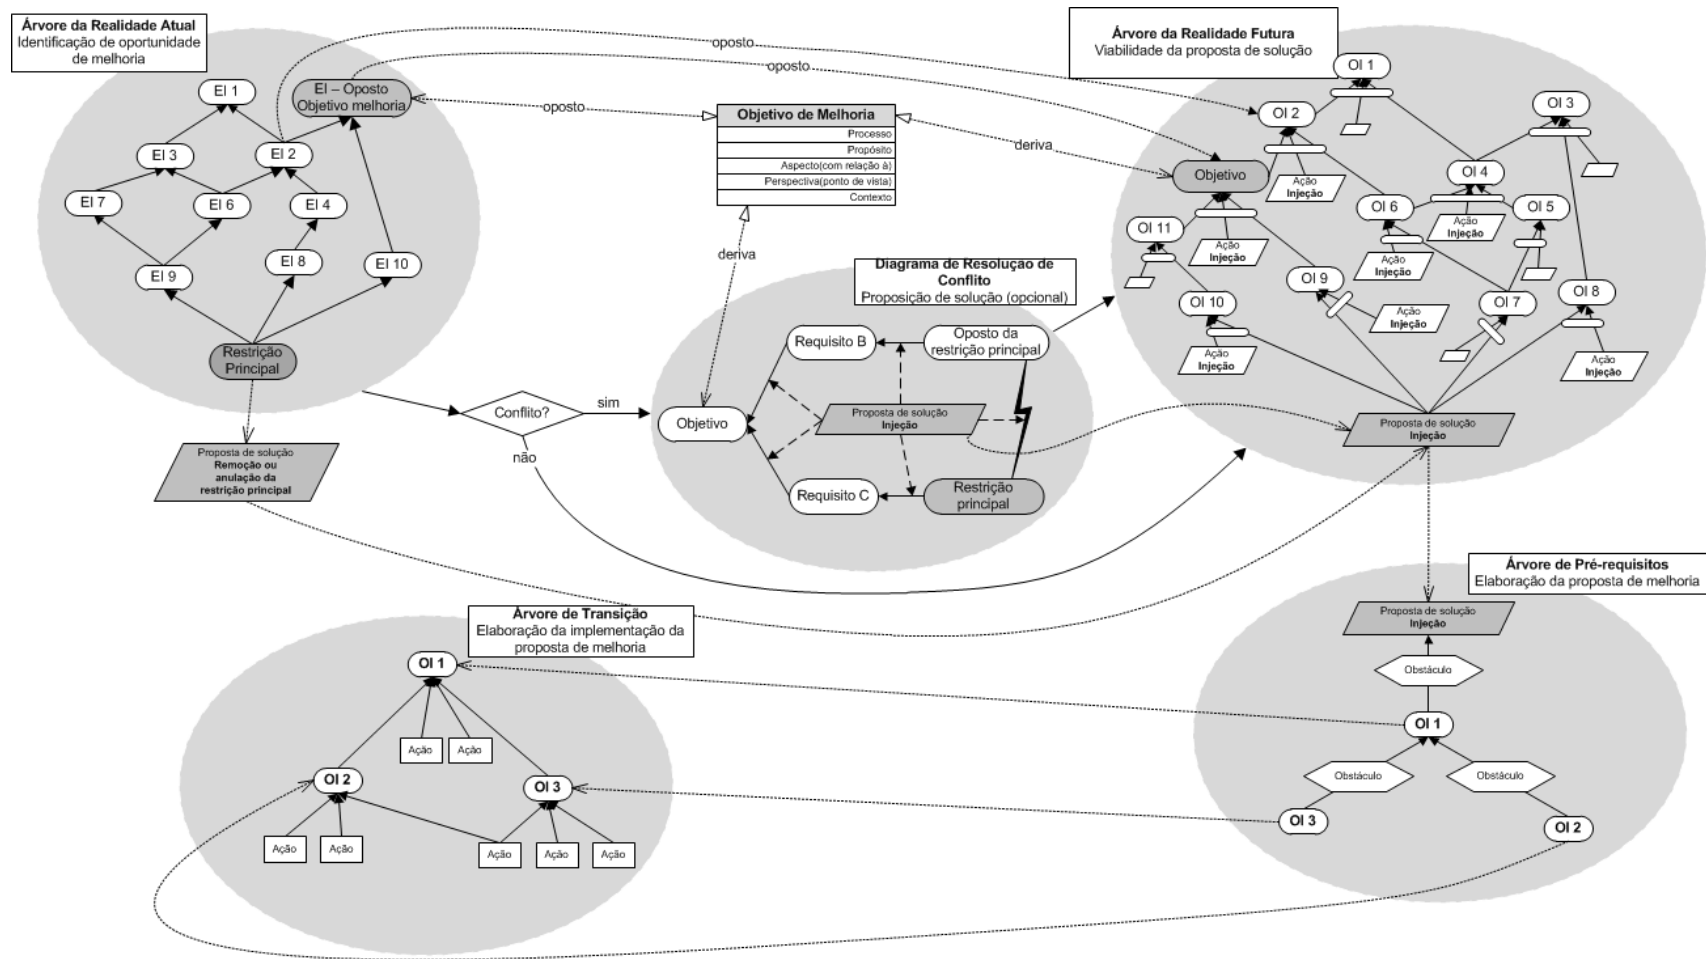 Árvore da Realidade Atual
Identificação de oportunidade
de melhoria
EI 1
EI – Oposto
Objetivo melhoria
EI 3
EI 2
EI 7
EI 6
EI 4
EI 9
EI 8
EI 10
Restrição
Principal
Proposta de solução
Remoção ou
anulação da
restrição principal
oposto
oposto
oposto
Objetivo de Melhoria
Processo
Propósito
Aspecto(com relação à)
Perspectiva(ponto de vista)
Contexto
deriva
deriva
Conflito?
sim
não
Diagrama de Resolução de
Conflito
Proposição de solução (opcional)
Requisito B
Oposto da
restrição principal
Objetivo
Proposta de solução
Injeção
Requisito C
Restrição
principal
Árvore da Realidade Futura
Viabilidade da proposta de solução
OI 1
OI 2
OI 3
Objetivo
Ação
Injeção
OI 4
OI 11
Ação
Injeção
OI 6
Ação
Injeção
OI 5
Ação
Injeção
OI 9
OI 10
Ação
Injeção
OI 7
OI 8
Ação
Injeção
Ação
Injeção
Proposta de solução
Injeção
Árvore de Pré-requisitos
Elaboração da proposta de melhoria
Proposta de solução
Injeção
Obstáculo
OI 1
Obstáculo
Obstáculo
OI 3
OI 2
Árvore de Transição
Elaboração da implementação da
proposta de melhoria
OI 1
Ação
Ação
OI 2
OI 3
Ação
Ação
Ação
Ação
Ação